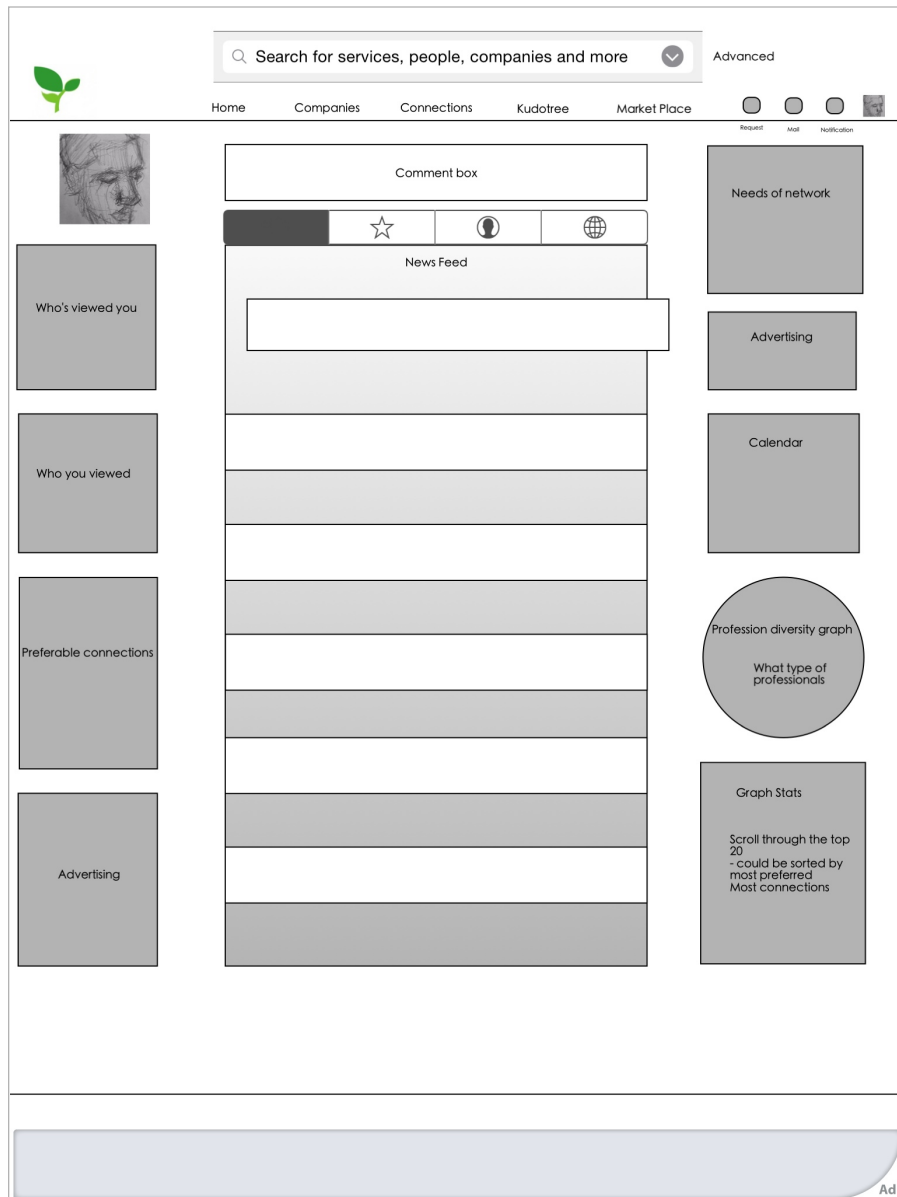 Search for services, people, companies and more
Advanced
Home Companies Connections Kudotree Market Place
Request Mail Notification
Comment box
Needs of network
News Feed
Who's viewed you
Advertising
Calendar
Who you viewed
Profession diversity graph
What type of
professionals
Preferable connections
Graph Stats
Scroll through the top
20
- could be sorted by
most preferred
Most connections
Advertising
Ad